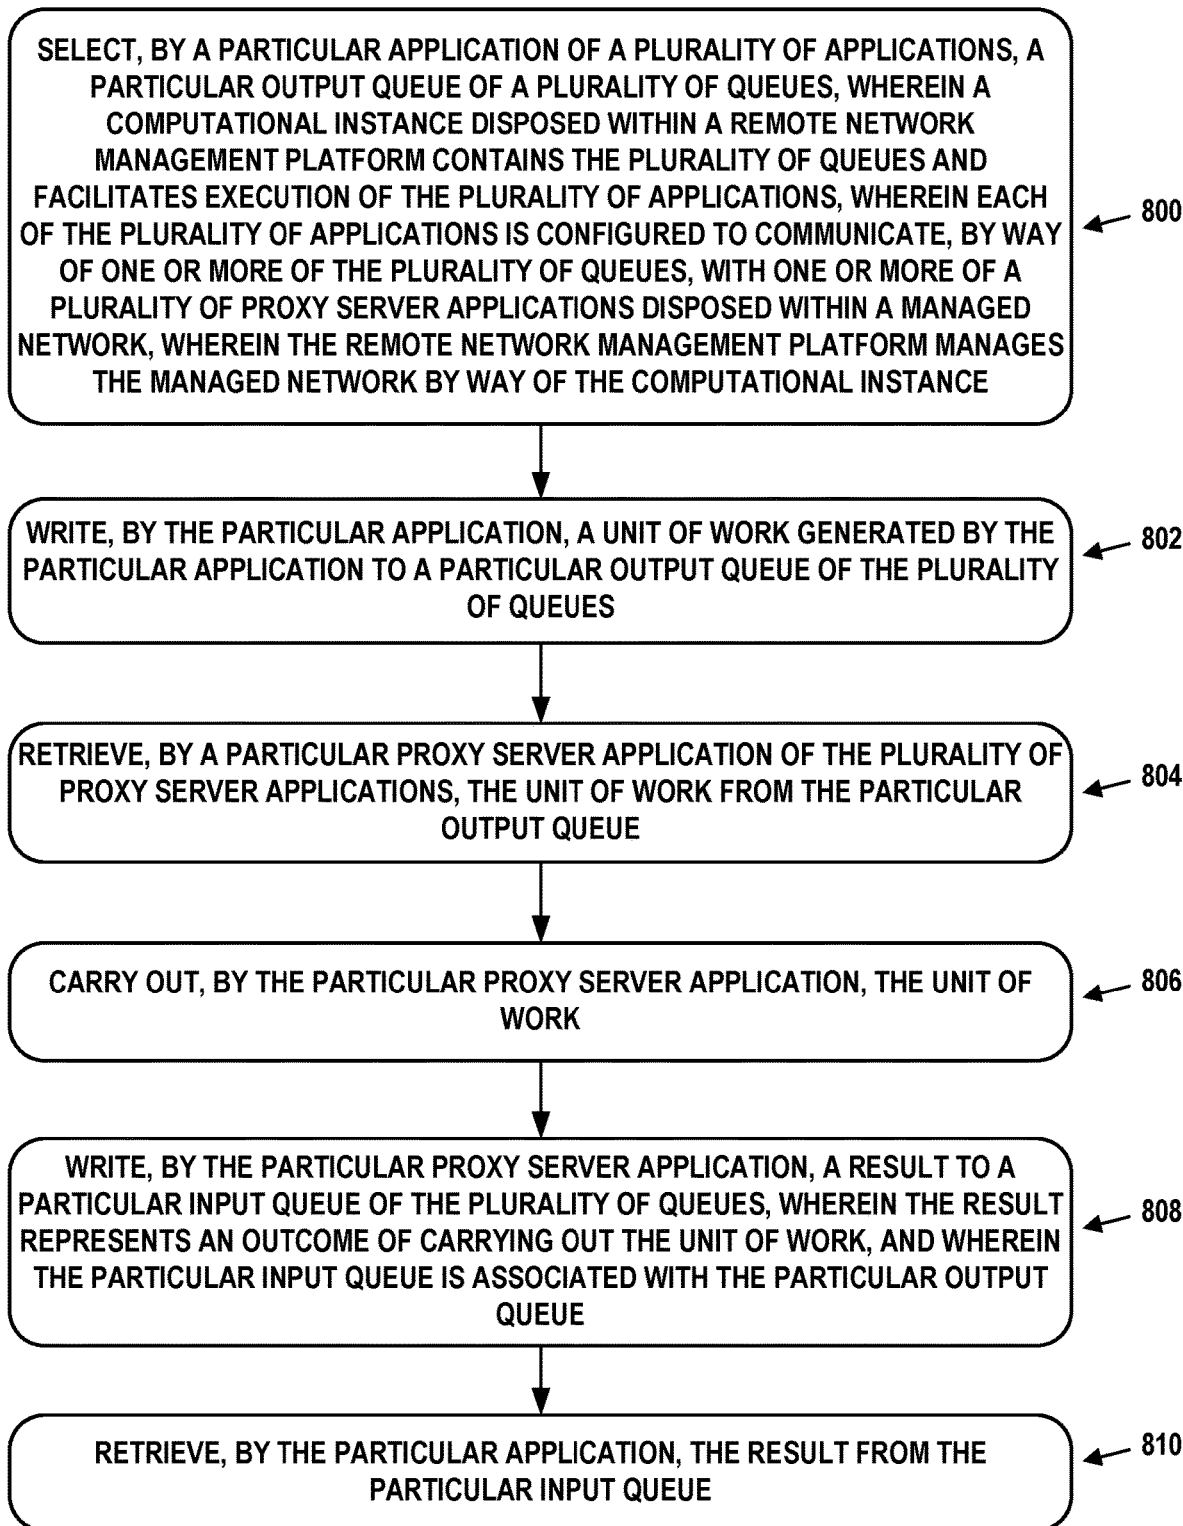 SELECT, BY A PARTICULAR APPLICATION OF A PLURALITY OF APPLICATIONS, A
PARTICULAR OUTPUT QUEUE OF A PLURALITY OF QUEUES, WHEREIN A
COMPUTATIONAL INSTANCE DISPOSED WITHIN A REMOTE NETWORK
MANAGEMENT PLATFORM CONTAINS THE PLURALITY OF QUEUES AND
FACILITATES EXECUTION OF THE PLURALITY OF APPLICATIONS, WHEREIN EACH
OF THE PLURALITY OF APPLICATIONS IS CONFIGURED TO COMMUNICATE, BY WAY
OF ONE OR MORE OF THE PLURALITY OF QUEUES, WITH ONE OR MORE OF A
PLURALITY OF PROXY SERVER APPLICATIONS DISPOSED WITHIN A MANAGED
NETWORK, WHEREIN THE REMOTE NETWORK MANAGEMENT PLATFORM MANAGES
THE MANAGED NETWORK BY WAY OF THE COMPUTATIONAL INSTANCE
800
WRITE, BY THE PARTICULAR APPLICATION, A UNIT OF WORK GENERATED BY THE
PARTICULAR APPLICATION TO A PARTICULAR OUTPUT QUEUE OF THE PLURALITY
OF QUEUES
802
RETRIEVE, BY A PARTICULAR PROXY SERVER APPLICATION OF THE PLURALITY OF
PROXY SERVER APPLICATIONS, THE UNIT OF WORK FROM THE PARTICULAR
OUTPUT QUEUE
804
CARRY OUT, BY THE PARTICULAR PROXY SERVER APPLICATION, THE UNIT OF
WORK
806
WRITE, BY THE PARTICULAR PROXY SERVER APPLICATION, A RESULT TO A
PARTICULAR INPUT QUEUE OF THE PLURALITY OF QUEUES, WHEREIN THE RESULT
REPRESENTS AN OUTCOME OF CARRYING OUT THE UNIT OF WORK, AND WHEREIN
THE PARTICULAR INPUT QUEUE IS ASSOCIATED WITH THE PARTICULAR OUTPUT
QUEUE
808
RETRIEVE, BY THE PARTICULAR APPLICATION, THE RESULT FROM THE
PARTICULAR INPUT QUEUE
810